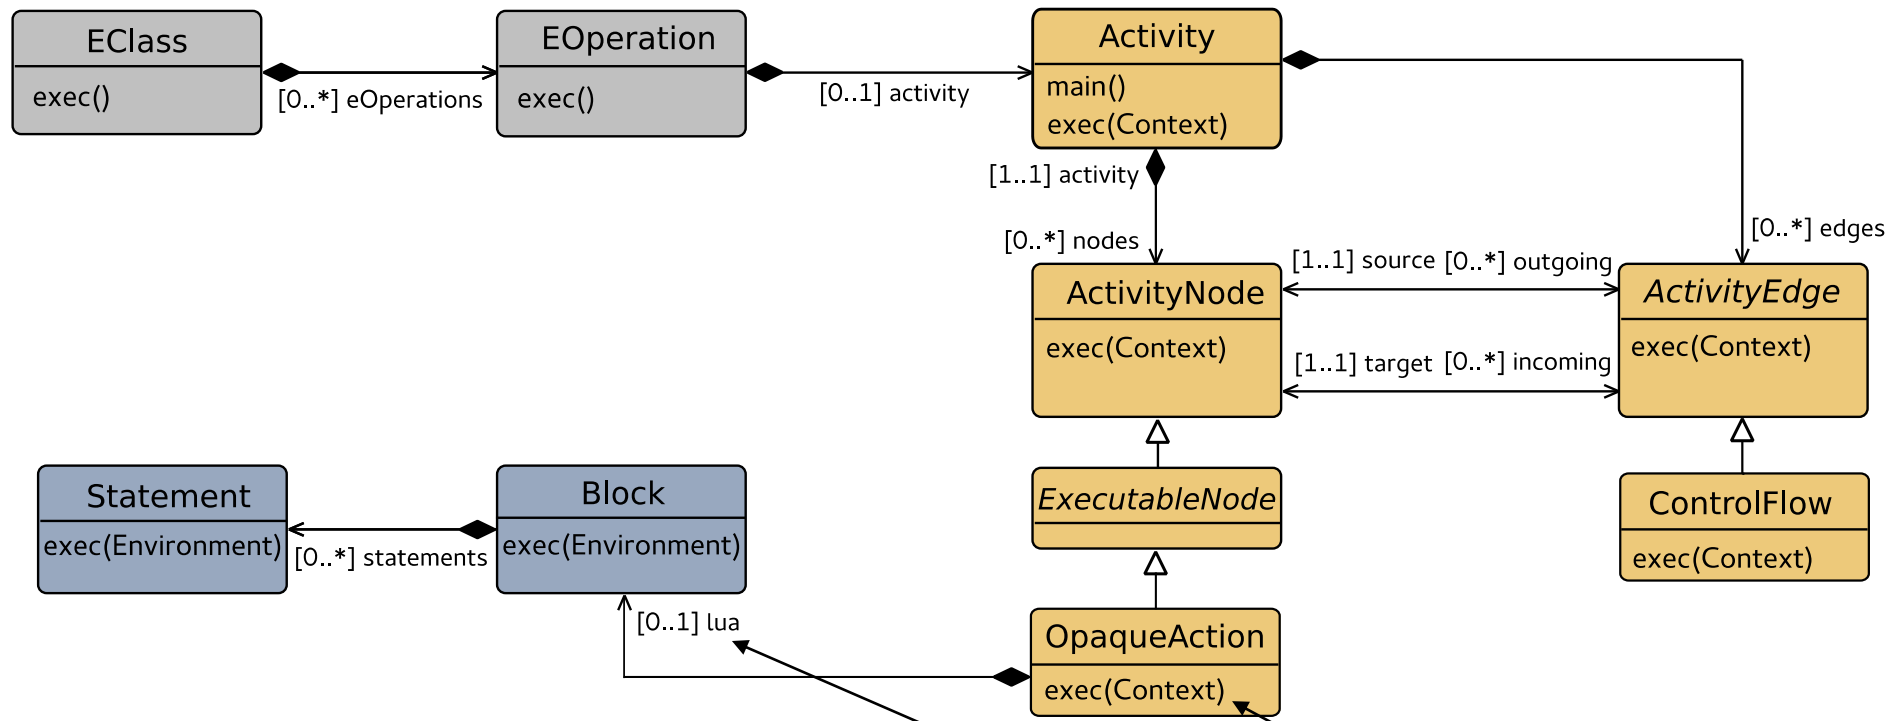 EClass
exec()
[0..*] eOperations
EOperation
exec()
[0..1] activity
Activity
main()
exec(Context)
[1..1] activity
[0..*] nodes
[0..*] edges
ActivityNode
exec(Context)
[1..1] source [0..*] outgoing
[1..1] target [0..*] incoming
ActivityEdge
exec(Context)
Statement
exec(Environment)
[0..*] statements
Block
exec(Environment)
[0..1] lua
ExecutableNode
ControlFlow
exec(Context)
OpaqueAction
exec(Context)